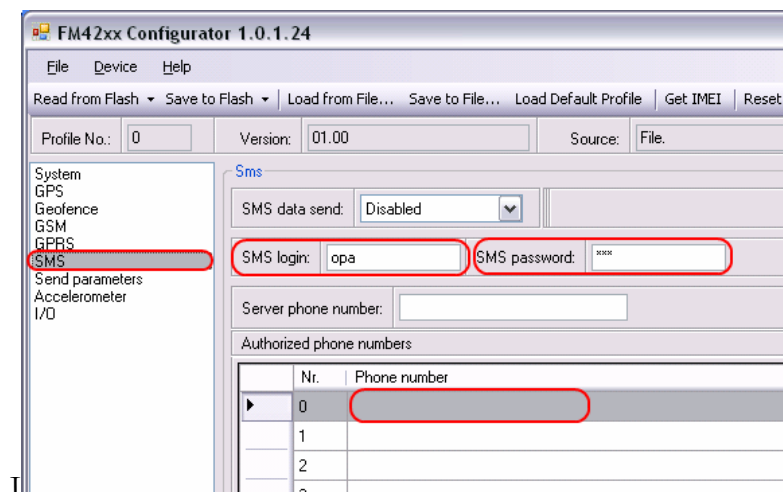 FM42xx Configurator 1.0.1.24
File Device Help
Read from Flash Save to Flash Load from File... Save to File... Load Default Profile Get IMEI Reset
Profile No.: 0 Version: 01.00 Source: File.
System
GPS
Geofence
GSM
GPRS
SMS
Send parameters
Accelerometer
I/O
Sms
SMS data send: Disabled
SMS login: opa SMS password: ***
Server phone number:
Authorized phone numbers
Nr. Phone number
0
1
2